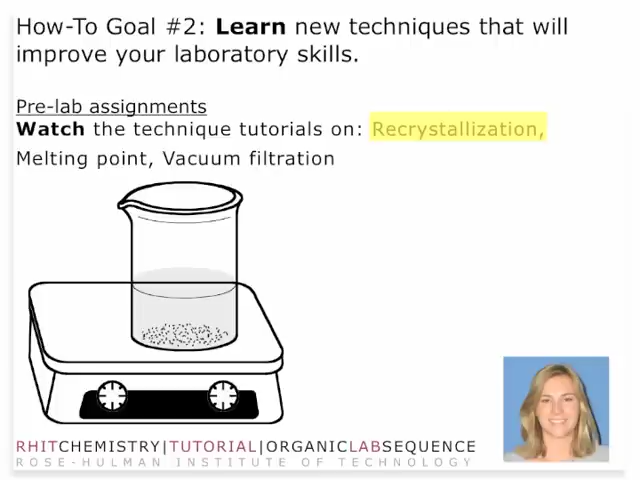 How-To Goal #2: Learn new techniques that will
improve your laboratory skills.
Pre-lab assignments
Watch the technique tutorials on: Recrystallization,
Melting point, Vacuum filtration
RHITCHEMISTRY|TUTORIAL|ORGANICLABSEQUENCE
ROSE-HULMAN INSTITUTE OF TECHNOLOGY